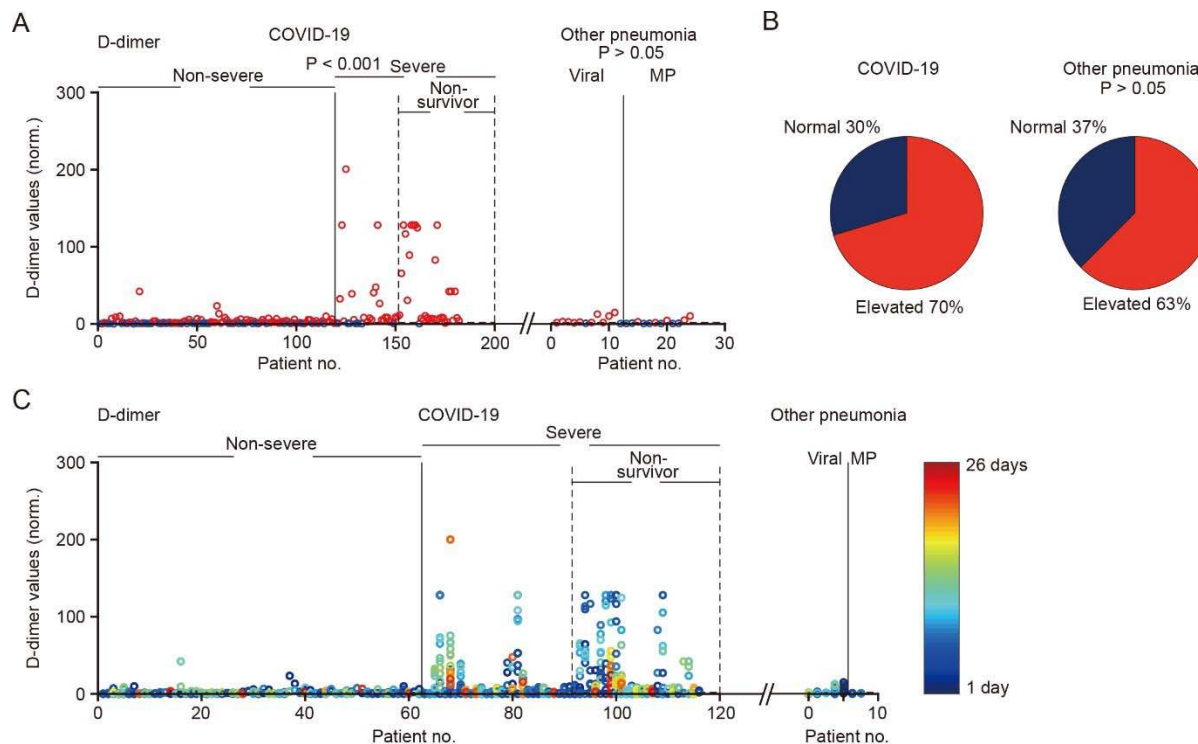 A
D-dimer
COVID-19
P < 0.001
Non-severe
Severe
Non-
survivor
Other pneumonia
P > 0.05
Viral
MP
300
200
100
0
D-dimer values (norm.)
0
50
100
150
200
0
10
20
30
Patient no.
Patient no.
B
COVID-19
Other pneumonia
P > 0.05
Normal 30%
Normal 37%
Elevated 70%
Elevated 63%
C
D-dimer
COVID-19
Other pneumonia
Non-severe
Severe
Non-
survivor
Viral
MP
300
200
100
0
D-dimer values (norm.)
0
20
40
60
80
100
120
0
10
Patient no.
Patient no.
26 days
1 day